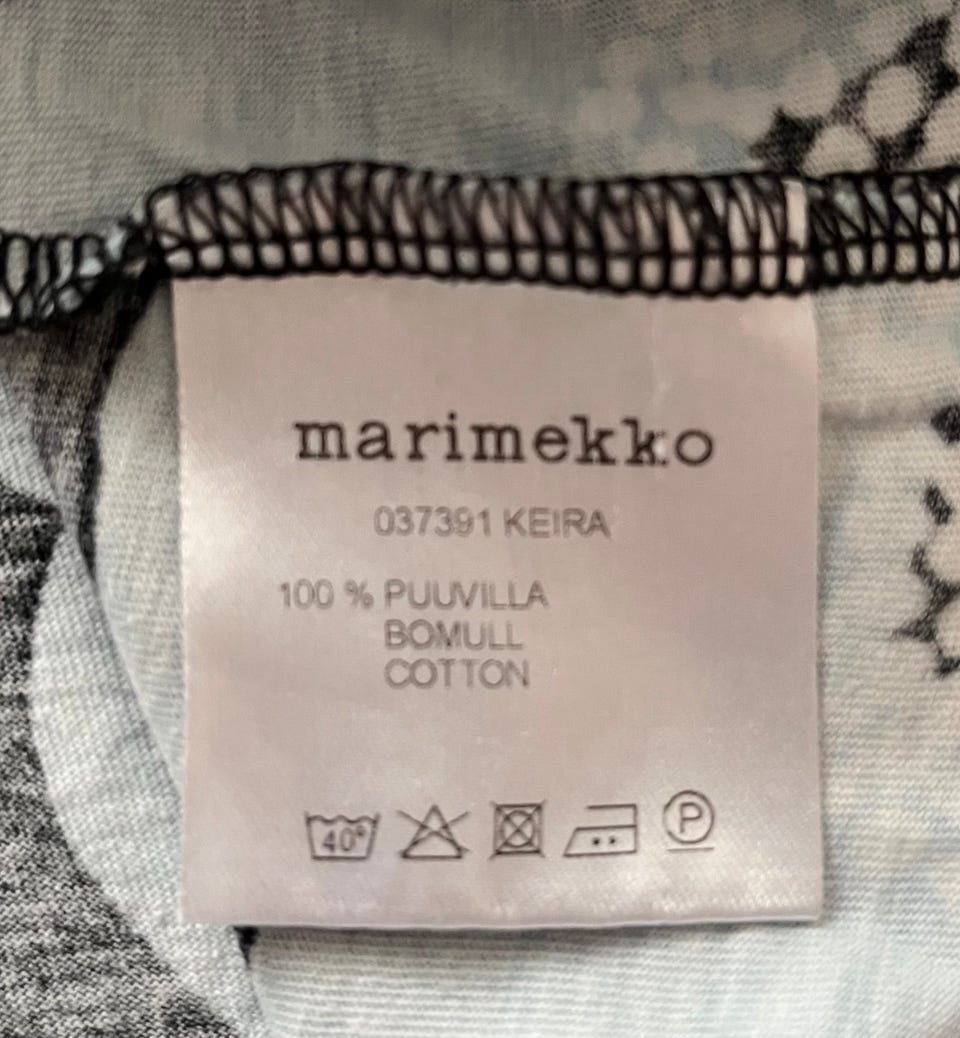 marimekko
037391 KEIRA
100 % PUUVILLA
BOMULL
COTTON
40°
P